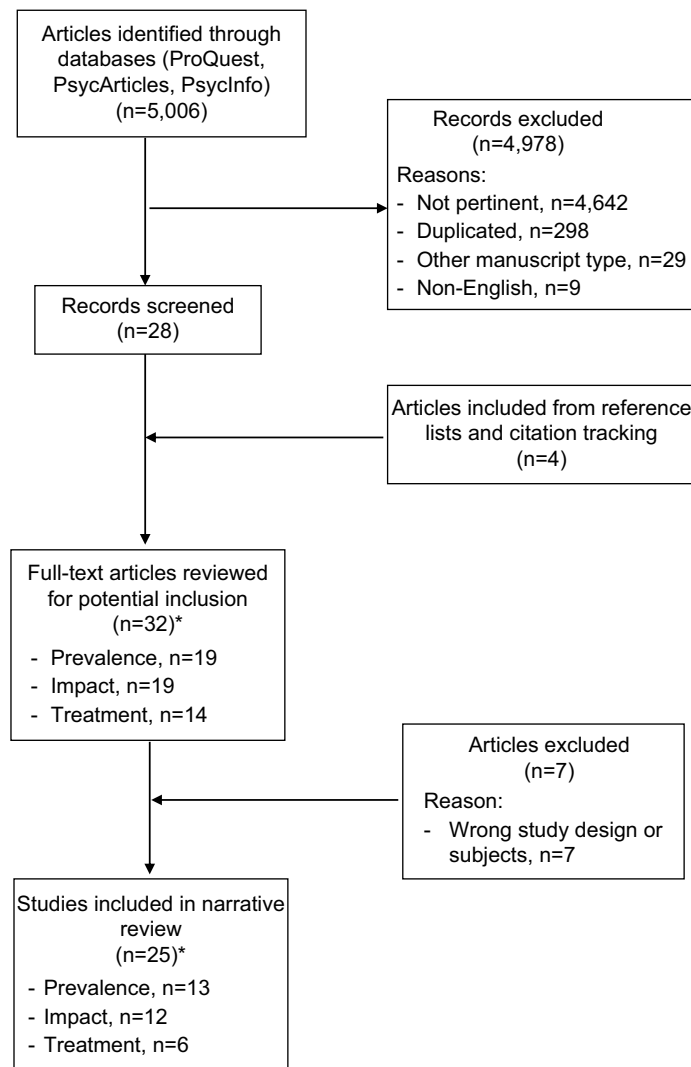 Articles identified through
databases (ProQuest,
PsycArticles, PsycInfo)
(n=5,006)
Records excluded
(n=4,978)
Reasons:
- Not pertinent, n=4,642
- Duplicated, n=298
- Other manuscript type, n=29
- Non-English, n=9
Records screened
(n=28)
Articles included from reference
lists and citation tracking
(n=4)
Full-text articles reviewed
for potential inclusion
(n=32)*
- Prevalence, n=19
- Impact, n=19
- Treatment, n=14
Articles excluded
(n=7)
Reason:
- Wrong study design or
subjects, n=7
Studies included in narrative
review
(n=25)*
- Prevalence, n=13
- Impact, n=12
- Treatment, n=6